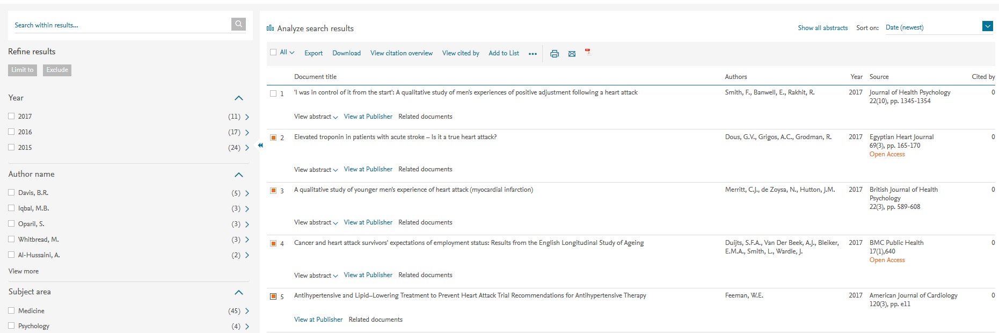 Search within results...
Refine results
Limit to Exclude
Year
2017 (11)
2016 (17)
2015 (24)
Author name
Davis, B.R. (5)
Iqbal, M.B. (3)
Oparil, S. (3)
Whitbread, M. (3)
Al-Hussaini, A. (2)
View more
Subject area
Medicine (45)
Psychology (4)
Analyze search results Show all abstracts Sort on: Date (newest)
All Export Download View citation overview View cited by Add to List •••
Document title Authors Year Source Cited by
1 'I was in control of it from the start': A qualitative study of men's experiences of positive adjustment following a heart attack Smith, F., Banwell, E., Rakhit, R. 2017 Journal of Health Psychology 0
22(10), pp. 1345-1354
View abstract View at Publisher Related documents
2 Elevated troponin in patients with acute stroke – Is it a true heart attack? Dous, G.V., Grigos, A.C., Grodman, R. 2017 Egyptian Heart Journal 0
69(3), pp. 165-170
Open Access
View abstract View at Publisher Related documents
3 A qualitative study of younger men's experience of heart attack (myocardial infarction) Merritt, C.J., de Zoysa, N., Hutton, J.M. 2017 British Journal of Health 0
Psychology
22(3), pp. 589-608
View abstract View at Publisher Related documents
4 Cancer and heart attack survivors' expectations of employment status: Results from the English Longitudinal Study of Ageing Duijts, S.F.A., Van Der Beek, A.J., Bleiker, 2017 BMC Public Health 0
E.M.A., Smith, L., Wardle, J. 17(1),640
Open Access
View abstract View at Publisher Related documents
5 Antihypertensive and Lipid–Lowering Treatment to Prevent Heart Attack Trial Recommendations for Antihypertensive Therapy Feeman, W.E. 2017 American Journal of Cardiology 0
120(3), pp. e11
View at Publisher Related documents